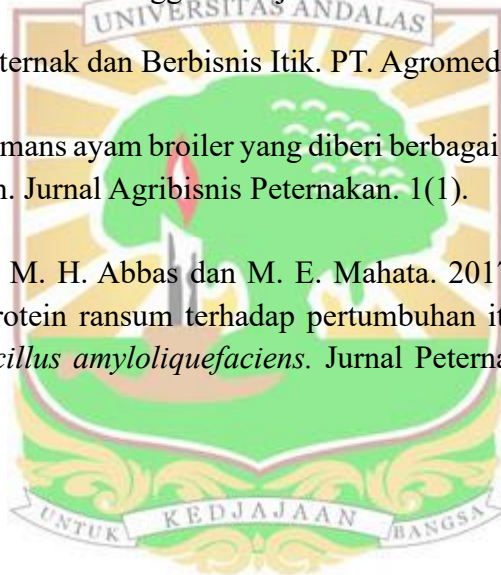 UNIVERSITAS ANDALAS
ternak dan Berbisnis Itik. PT. Agromed
mans ayam broiler yang diberi berbagai
n. Jurnal Agribisnis Peternakan. 1(1).
M. H. Abbas dan M. E. Mahata. 2017
rotein ransum terhadap pertumbuhan it
cillus amyloliquefaciens. Jurnal Peterna
UNTUK KEDJAJAAN BANGSA